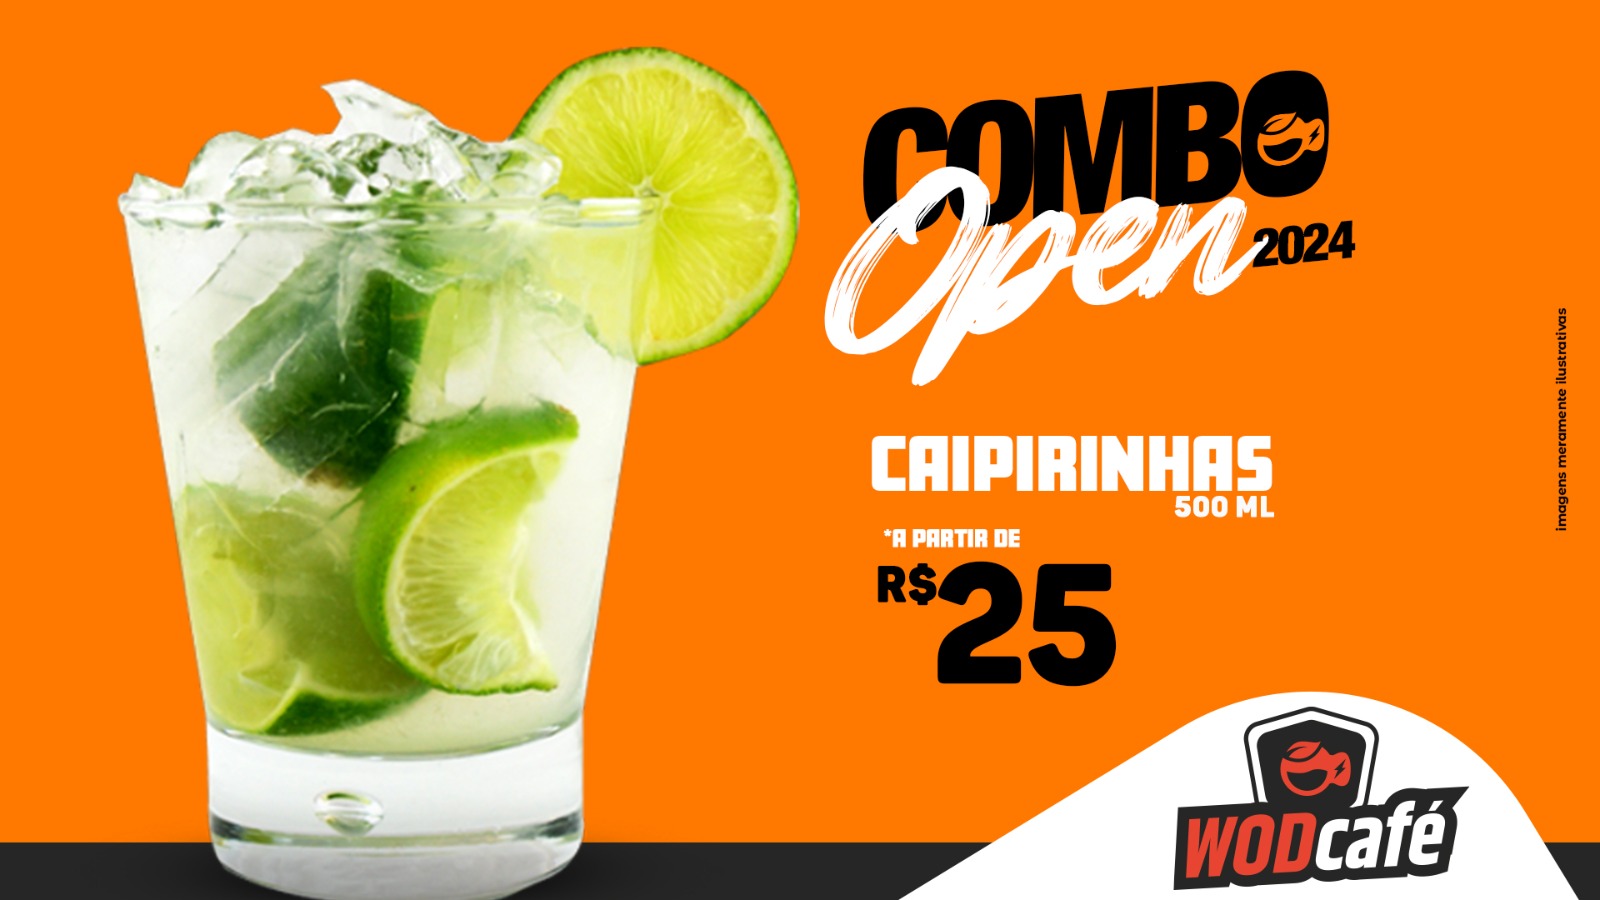 COMBO
Open 2024
CAIPIRINHAS
500 ML
*A PARTIR DE
R$25
imagens meramente ilustrativas
WODcafé